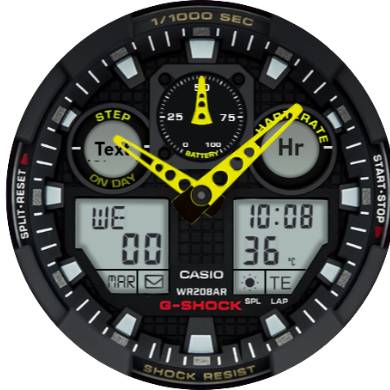 1/1000 SEC
50
25 75
0 100
BATTERY
STEP
Text
ON DAY
HART RATE
Hr
SPLIT-RESET
START-STOP
WE
00
MAR
10:08
36 °C
TE
CASIO
WR20BAR
G-SHOCK
SPL LAP
SHOCK RESIST